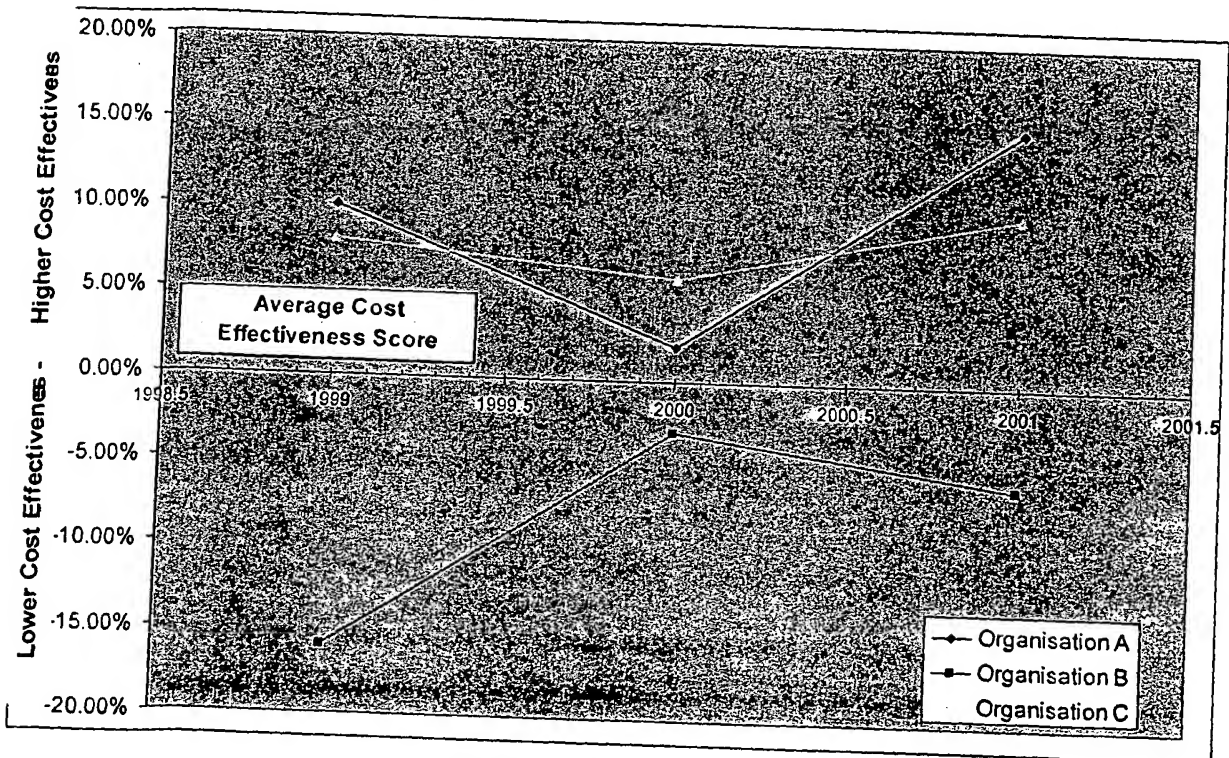 20.00%
15.00%
10.00%
5.00%
0.00%
-5.00%
-10.00%
-15.00%
-20.00%
Lower Cost Effectivenes - Higher Cost Effectivees
Average Cost
Effectiveness Score
1998.5 1999 1999.5 2000 2000.5 2001 2001.5
Organisation A
Organisation B
Organisation C